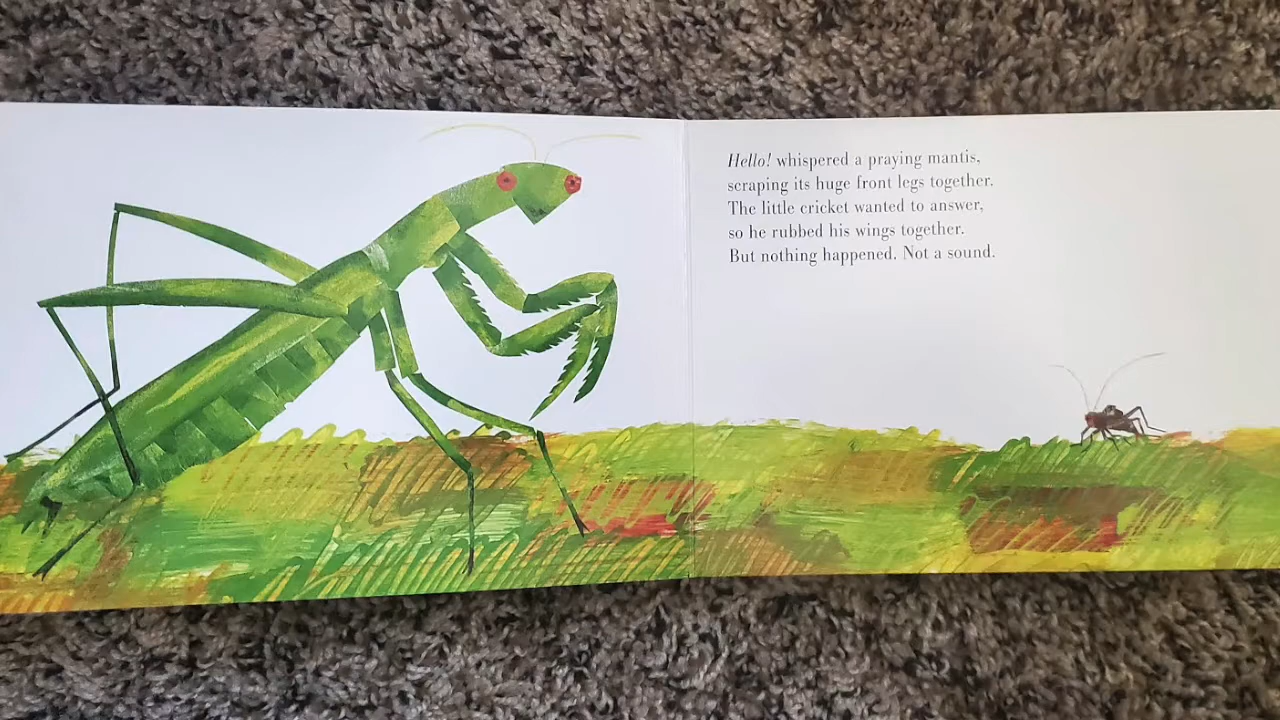 Hello! whispered a praying mantis,
scraping its huge front legs together.
The little cricket wanted to answer,
so he rubbed his wings together.
But nothing happened. Not a sound.